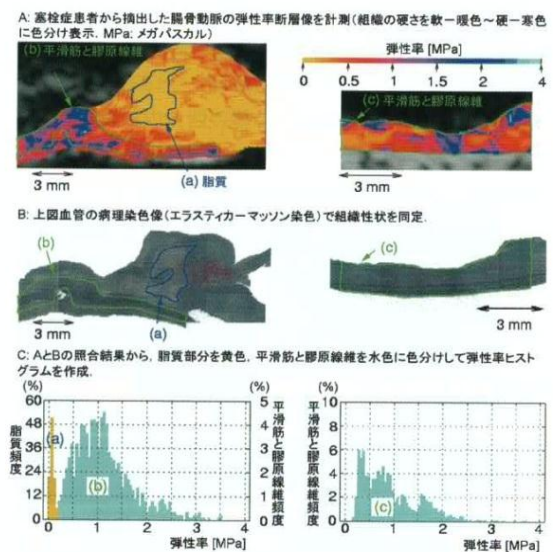 A: 塞栓症患者から摘出した腸骨動脈の弾性率断層像を計測(組織の硬さを軟－暖色～硬－寒色
に色分け表示. MPa: メガパスカル)
(b) 平滑筋と膠原線維
弾性率 [MPa]
0 0.5 1 1.5 2 4
(c) 平滑筋と膠原線維
(a) 脂質
3 mm
3 mm
B: 上図血管の病理染色像(エラスティカーマッソン染色)で組織性状を同定.
(b)
(c)
(a)
3 mm
3 mm
C: AとBの照合結果から, 脂質部分を黄色, 平滑筋と膠原線維を水色に色分けして弾性率ヒスト
グラムを作成.
(%)
60
48
36
24
12
0
脂質頻度
(a)
(b)
0 1 2 3 4
弾性率 [MPa]
(%)
5
4
3
2
1
0
平滑筋と膠原線維頻度
(%)
10
8
6
4
2
0
平滑筋と膠原線維頻度
(c)
0 1 2 3 4
弾性率 [MPa]